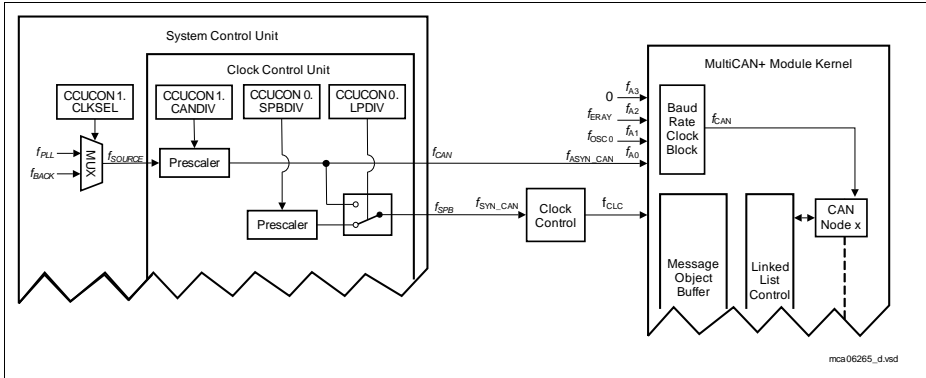 System Control Unit
Clock Control Unit
CCUCON 1.
CLKSEL
CCUCON 1.
CANDIV
CCUCON 0.
SPBDIV
CCUCON 0.
LPDIV
fPLL
fBACK
MUX
fSOURCE
Prescaler
Prescaler
fCAN
fSPB
fASYN_CAN
fSYN_CAN
Clock
Control
fCLC
MultiCAN+ Module Kernel
0
fA3
fERAY
fA2
fOSC0
fA1
fA0
Baud
Rate
Clock
Block
fCAN
CAN
Node x
Message
Object
Buffer
Linked
List
Control
mca06265_d.vsd